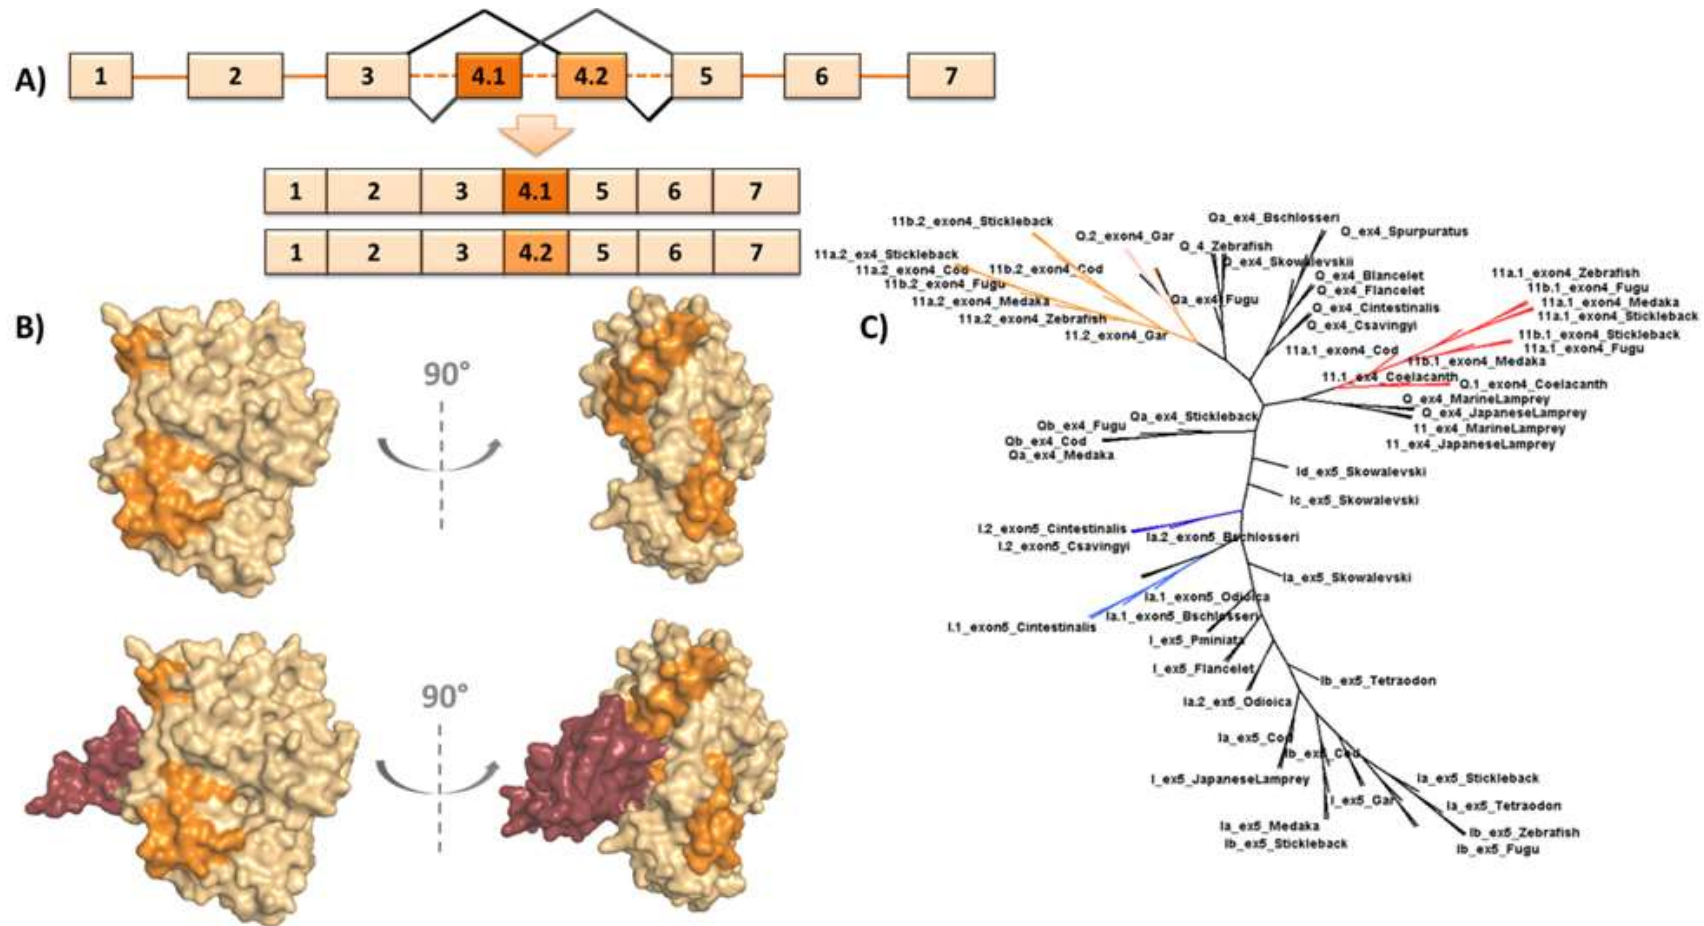 A)
1 2 3 4.1 4.2 5 6 7
1 2 3 4.1 5 6 7
1 2 3 4.2 5 6 7
B)
90°
90°
C)
11b.2_exon4_Stickleback
11a.2_ex4_Stickleback
11a.2_exon4_Cod
11b.2_exon4_Cod
11b.2_exon4_Fugu
11a.2_exon4_Medaka
11a.2_exon4_Zebrafish
11.2_exon4_Gar
Q.2_exon4_Gar
Qa_ex4_Bschlosseri
Q_4_Zebrafish
Q_ex4_Skowalevskii
Qa_ex4_Fugu
Q_ex4_Spurpuratus
Q_ex4_Blancelet
Q_ex4_Flancelet
Q_ex4_Cintestinalis
Q_ex4_Csavingyi
11a.1_exon4_Cod
11a.1_exon4_Zebrafish
11b.1_exon4_Fugu
11a.1_exon4_Medaka
11a.1_exon4_Stickleback
11b.1_exon4_Stickleback
11a.1_exon4_Fugu
11b.1_exon4_Medaka
11.1_ex4_Coelacanth
Q.1_exon4_Coelacanth
Q_ex4_MarineLamprey
Q_ex4_JapaneseLamprey
11_ex4_MarineLamprey
11_ex4_JapaneseLamprey
Qa_ex4_Stickleback
Qb_ex4_Fugu
Qb_ex4_Cod
Qa_ex4_Medaka
Id_ex5_Skowalevski
Ic_ex5_Skowalevski
I.2_exon5_Cintestinalis
I.2_exon5_Csavingyi
Ia.2_exon5_Bschlosseri
Ia_ex5_Skowalevski
Ia.1_exon5_Odioica
Ia.1_exon5_Bschlosseri
I.1_exon5_Cintestinalis
I_ex5_Pminiata
I_ex5_Flancelet
Ib_ex5_Tetraodon
Ia.2_ex5_Odioica
Ia_ex5_Cod
Ib_ex5_Cod
I_ex5_JapaneseLamprey
I_ex5_Gar
Ia_ex5_Stickleback
Ia_ex5_Tetraodon
Ia_ex5_Medaka
Ib_ex5_Stickleback
Ib_ex5_Zebrafish
Ib_ex5_Fugu